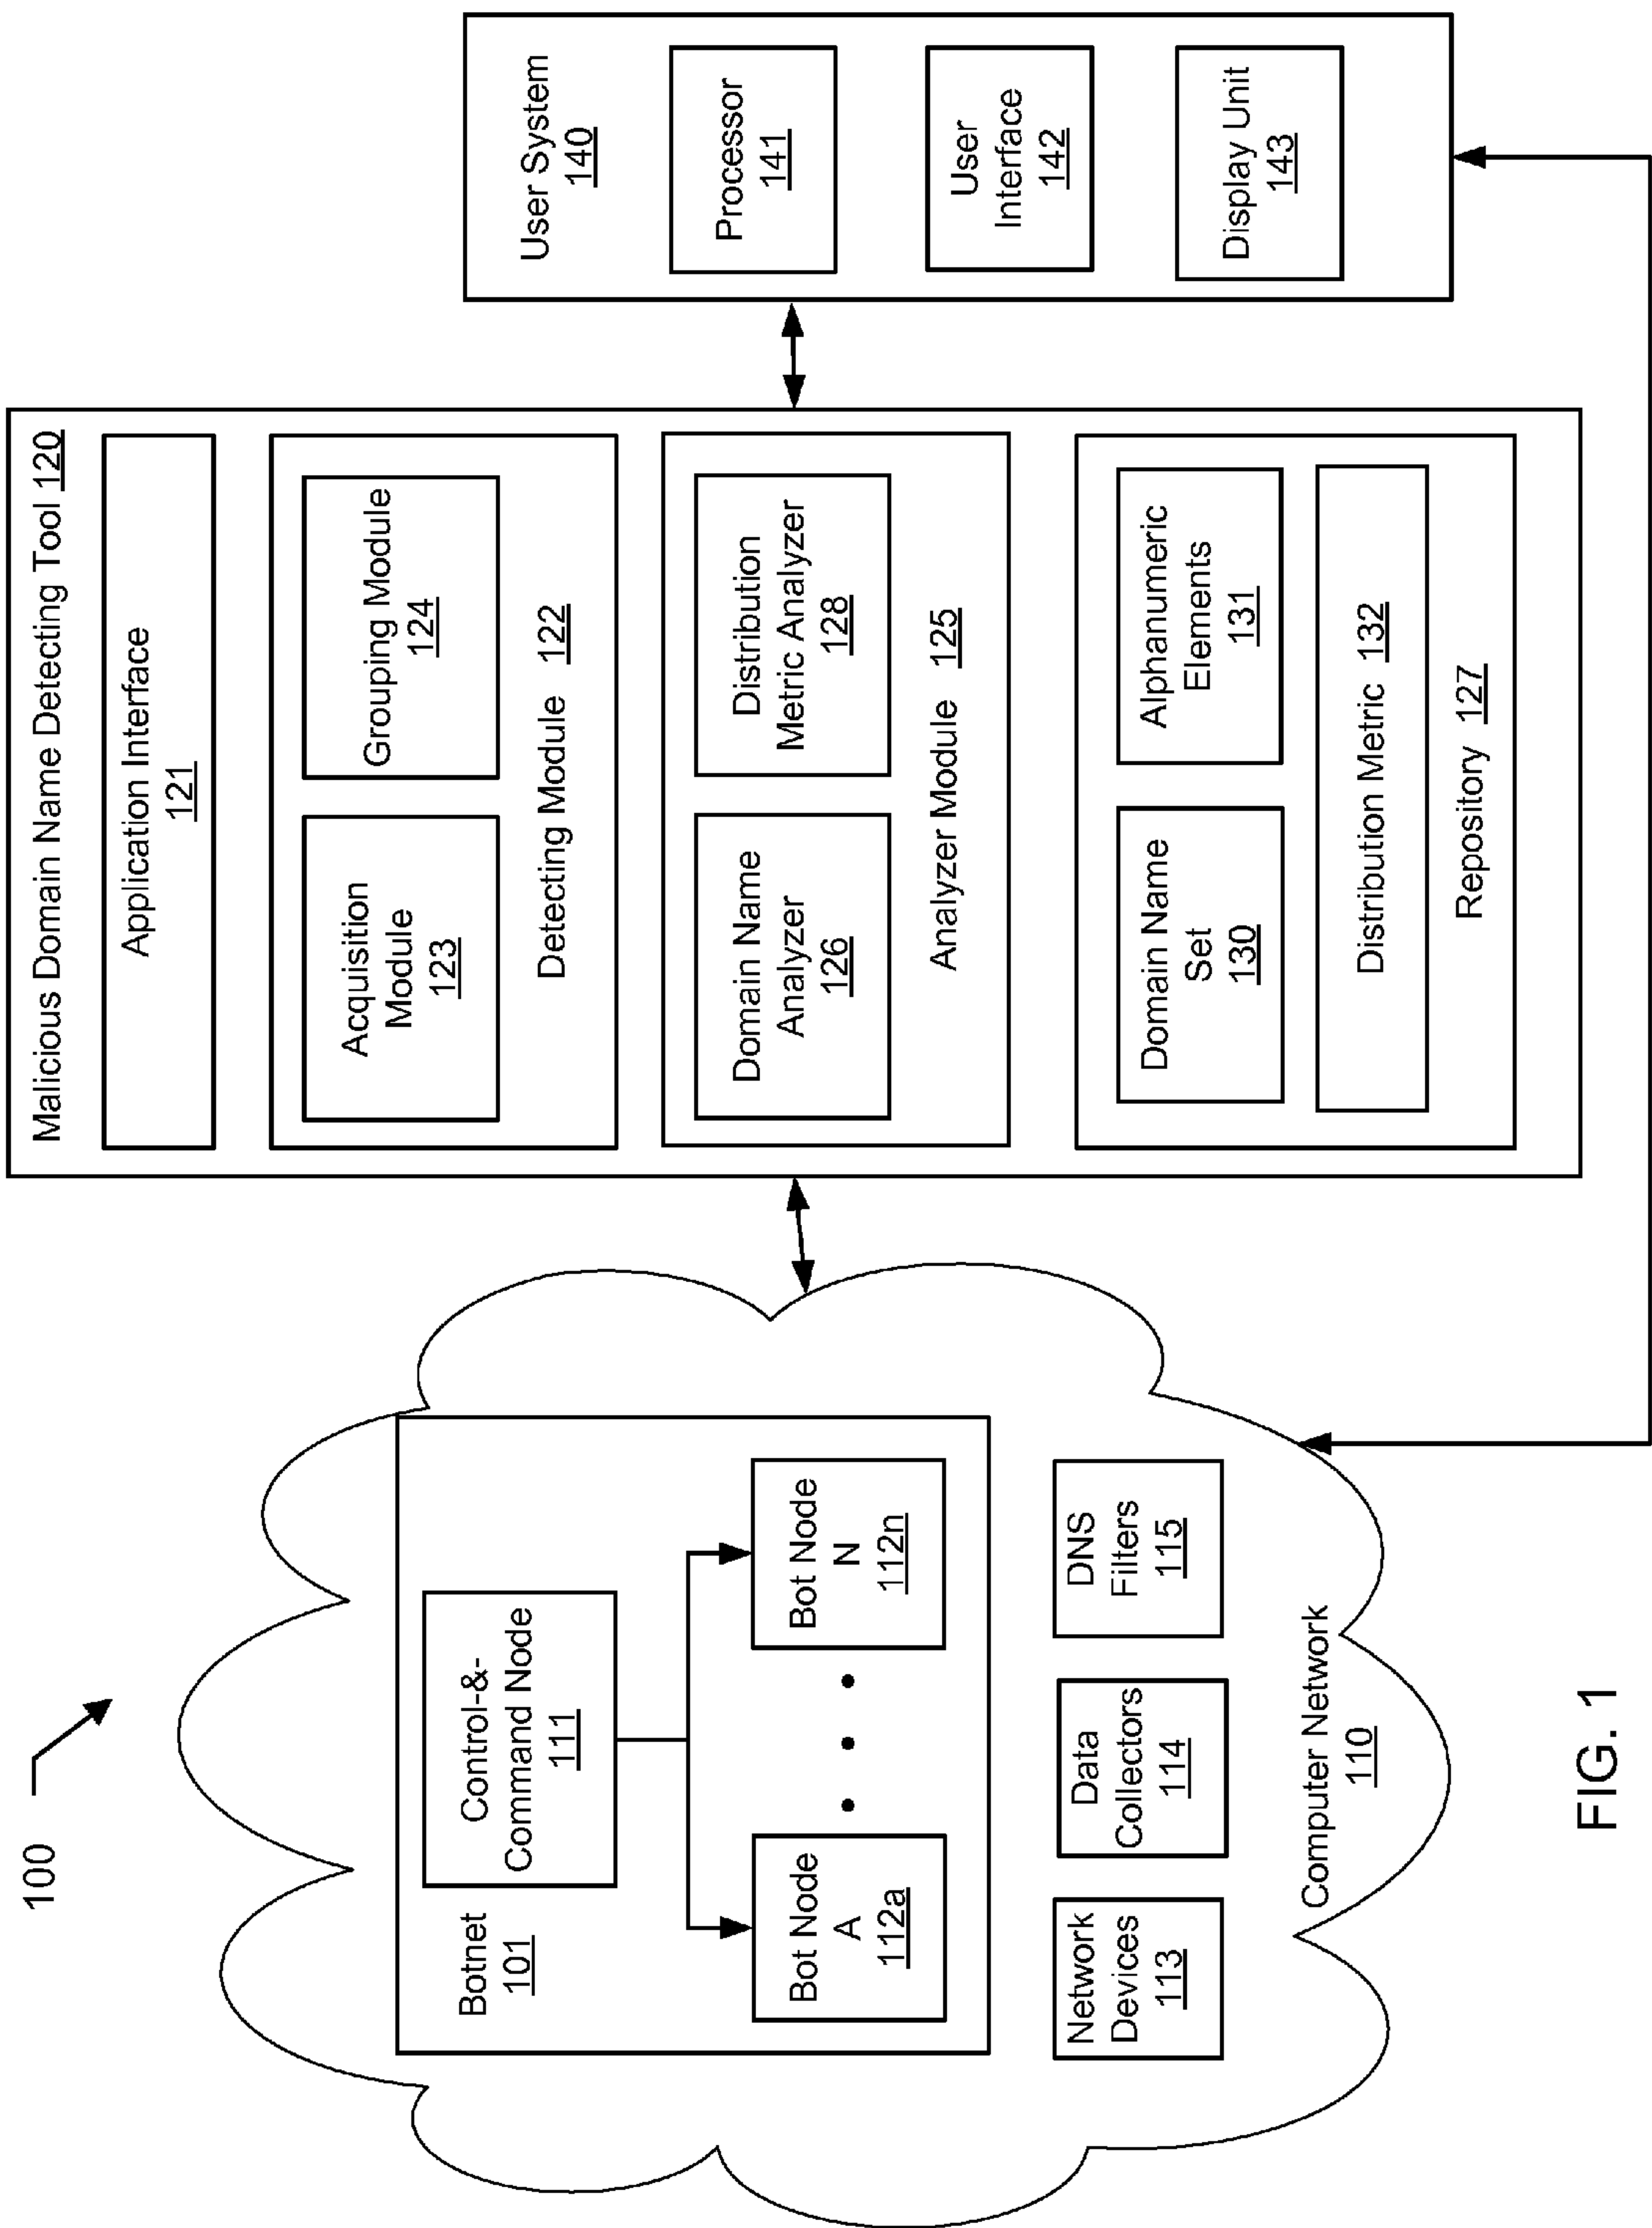 100
Botnet
101
Control-&-
Command Node
111
Bot Node
A
112a
Bot Node
N
112n
Network
Devices
113
Data
Collectors
114
DNS
Filters
115
Computer Network
110
Malicious Domain Name Detecting Tool 120
Application Interface
121
Acquisition
Module
123
Grouping Module
124
Detecting Module 122
Domain Name
Analyzer
126
Distribution
Metric Analyzer
128
Analyzer Module 125
Domain Name
Set
130
Alphanumeric
Elements
131
Distribution Metric 132
Repository 127
User System
140
Processor
141
User
Interface
142
Display Unit
143
FIG. 1